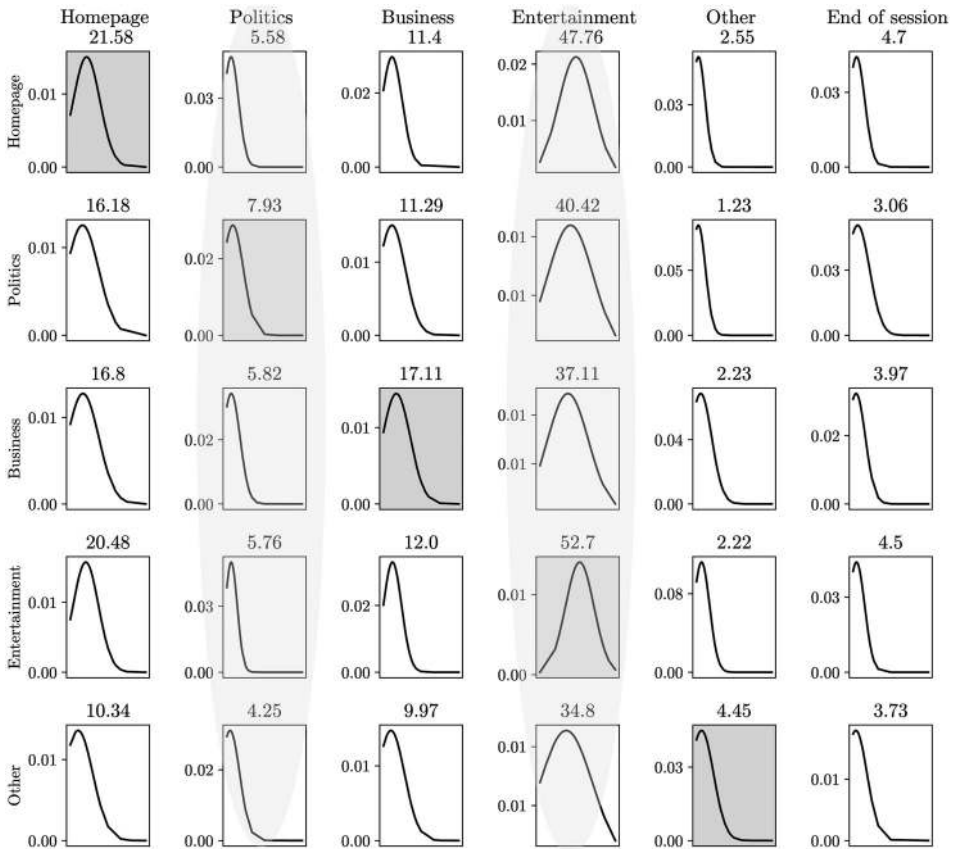 Homepage Politics Business Entertainment Other End of session
21.58 5.58 11.4 47.76 2.55 4.7
Homepage
0.01 0.00
0.03 0.00
0.02 0.00
0.02 0.01
0.03 0.00
0.03 0.00
16.18 7.93 11.29 40.42 1.23 3.06
Politics
0.01 0.00
0.02 0.00
0.01 0.00
0.01 0.01
0.05 0.00
0.03 0.00
16.8 5.82 17.11 37.11 2.23 3.97
Business
0.01 0.00
0.02 0.00
0.01 0.00
0.01 0.01
0.04 0.00
0.02 0.00
20.48 5.76 12.0 52.7 2.22 4.5
Entertainment
0.01 0.00
0.03 0.00
0.02 0.00
0.01 0.00
0.08 0.00
0.03 0.00
10.34 4.25 9.97 34.8 4.45 3.73
Other
0.01 0.00
0.02 0.00
0.01 0.00
0.01 0.01
0.03 0.00
0.01 0.00